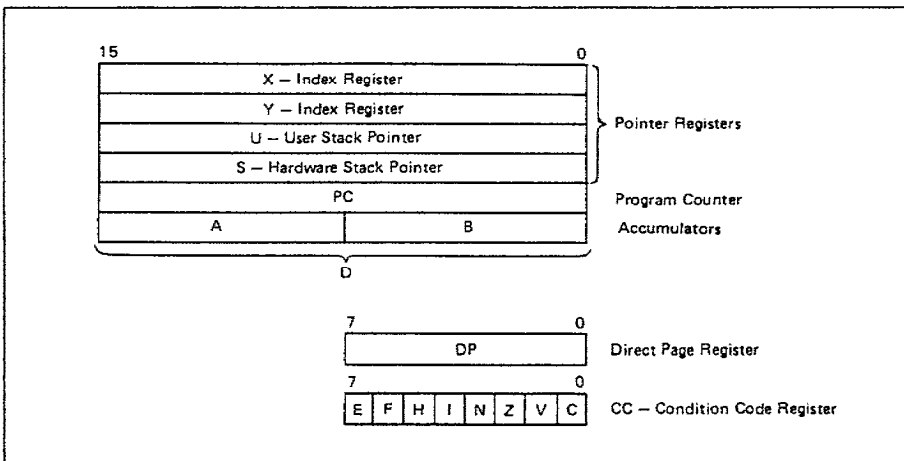 15 0
X – Index Register
Y – Index Register
U – User Stack Pointer
S – Hardware Stack Pointer
Pointer Registers
PC
Program Counter
A B
Accumulators
D
7 0
DP
Direct Page Register
7 0
E F H I N Z V C
CC – Condition Code Register